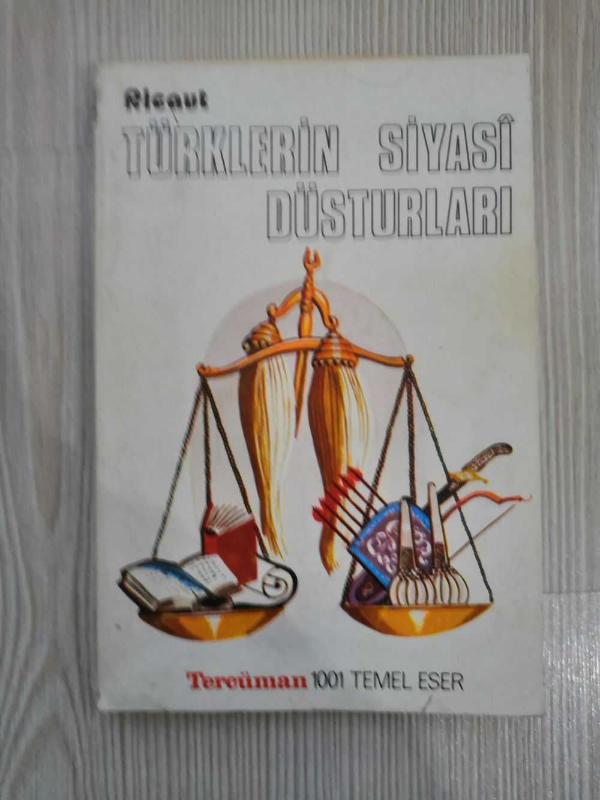 Ricaut
TÜRKLERİN SİYASÎ
DÜSTURLARI
Tercüman 1001 TEMEL ESER